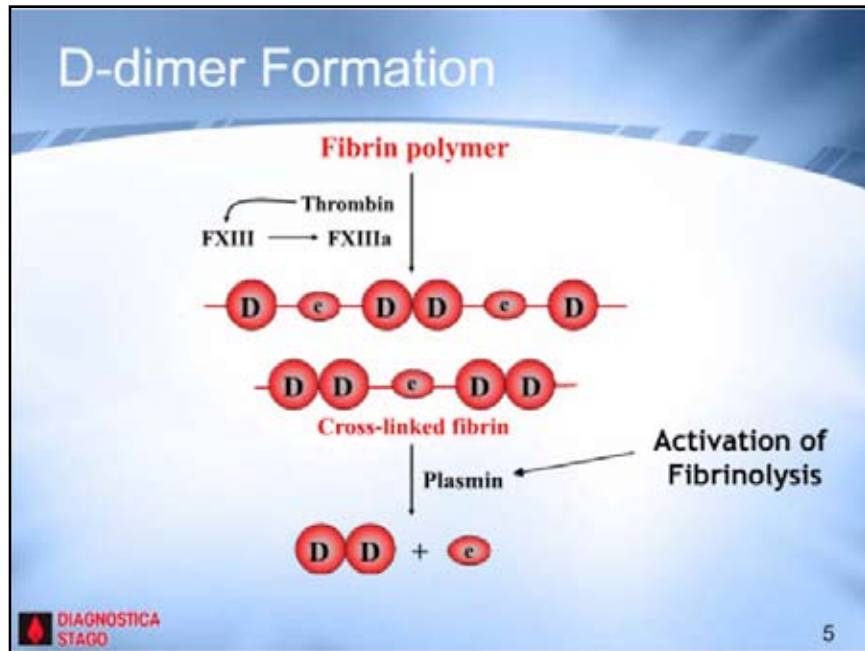 D-dimer Formation
Fibrin polymer
Thrombin
FXIII FXIIIa
D e D D e D
D D e D D
Cross-linked fibrin
Plasmin
Activation of
Fibrinolysis
D D + e
DIAGNOSTICA
STAGO
5